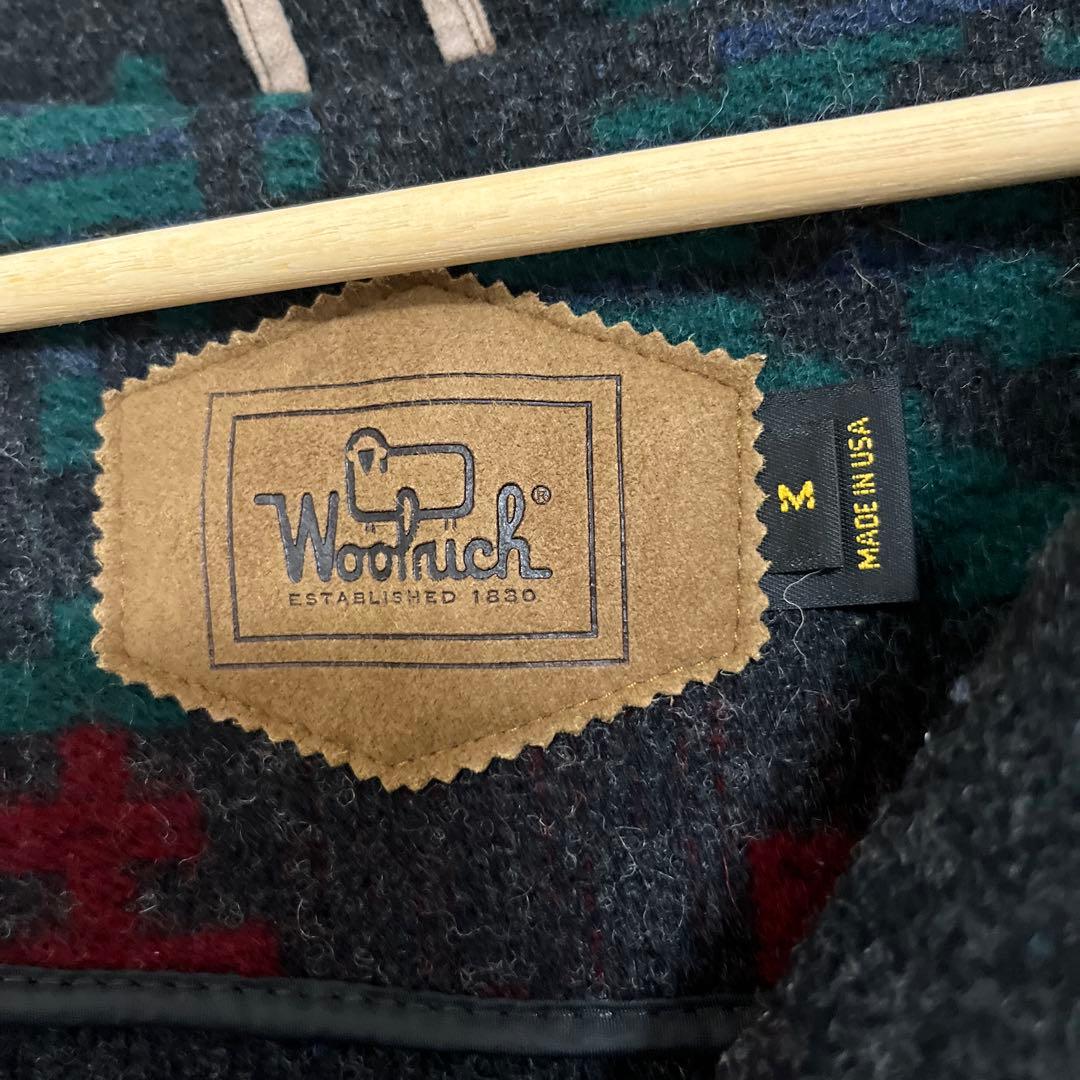 Woolrich®
ESTABLISHED 1830
M
MADE IN USA